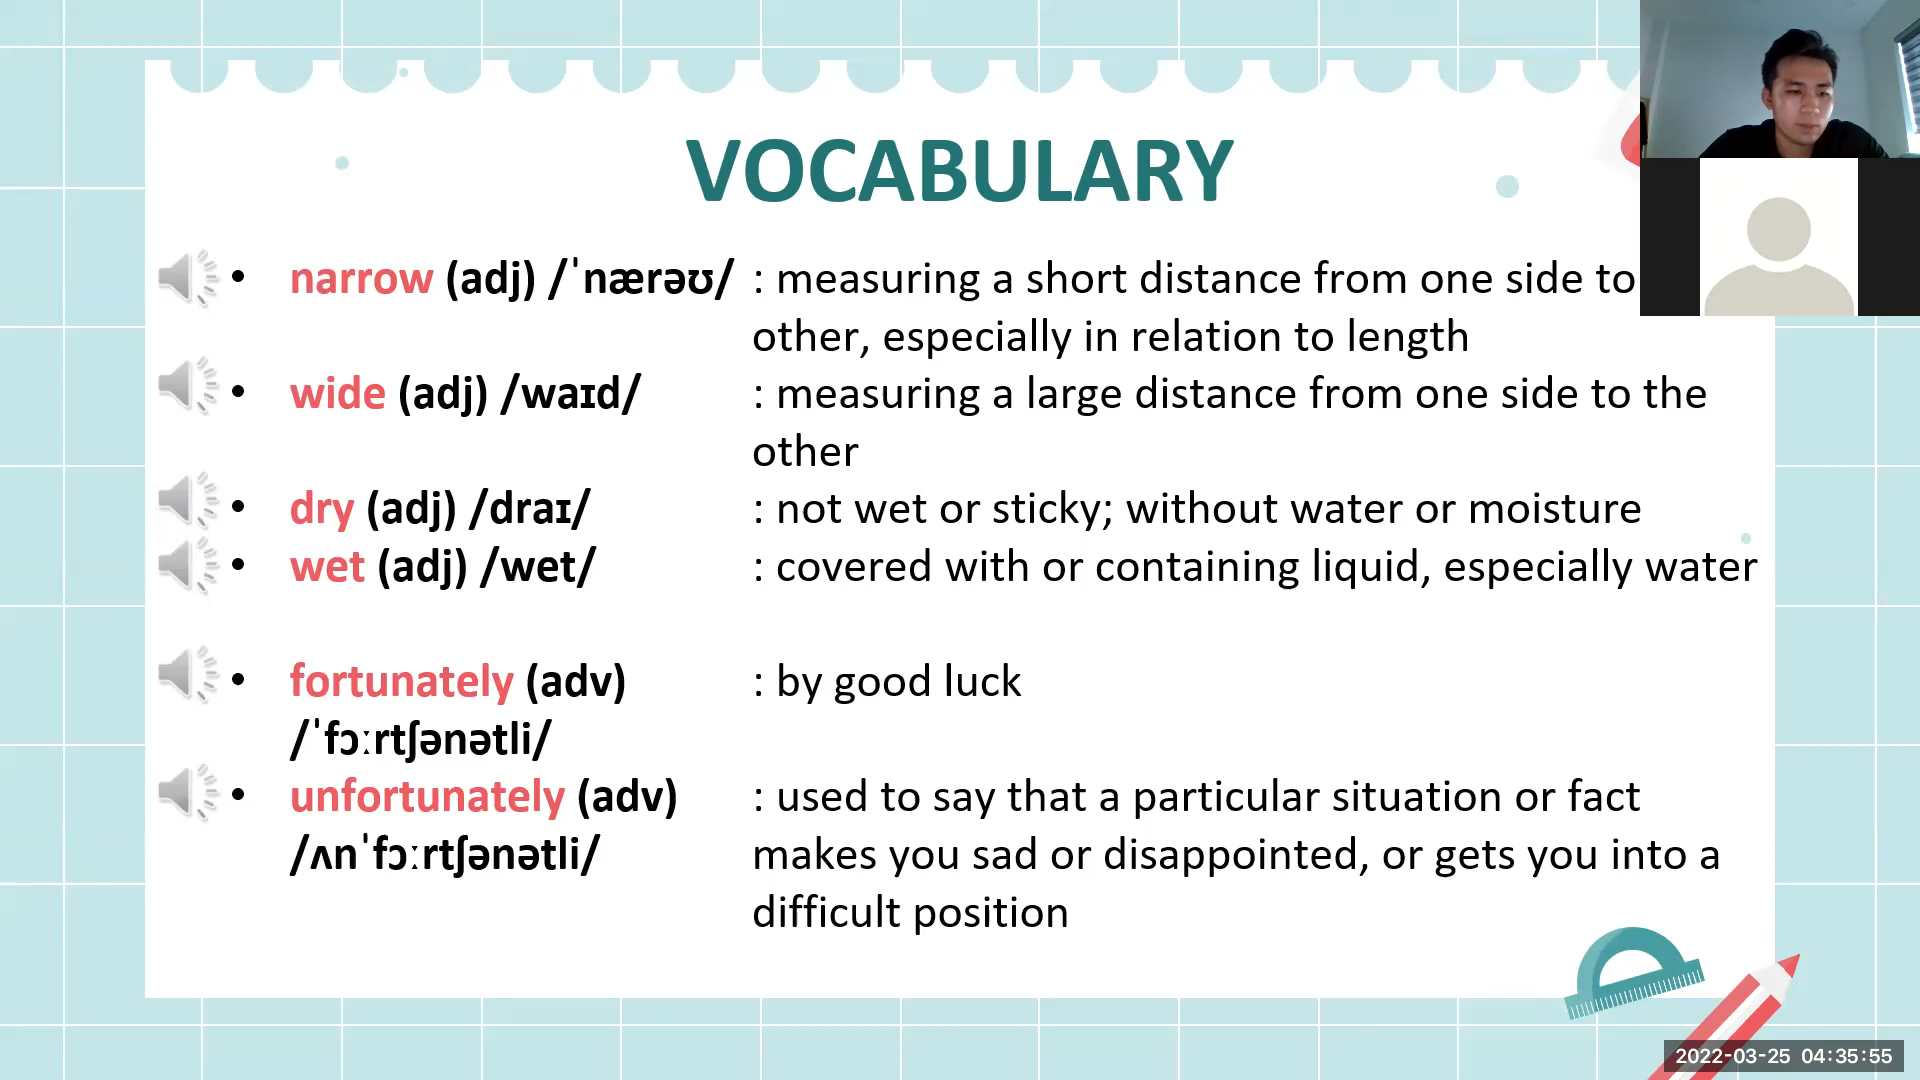 VOCABULARY
• narrow (adj) /ˈnærəʊ/ : measuring a short distance from one side to
other, especially in relation to length
• wide (adj) /waɪd/ : measuring a large distance from one side to the
other
• dry (adj) /draɪ/ : not wet or sticky; without water or moisture
• wet (adj) /wet/ : covered with or containing liquid, especially water
• fortunately (adv) : by good luck
/ˈfɔːrtʃənətli/
• unfortunately (adv) : used to say that a particular situation or fact
/ʌnˈfɔːrtʃənətli/ makes you sad or disappointed, or gets you into a
difficult position
2022-03-25 04:35:55